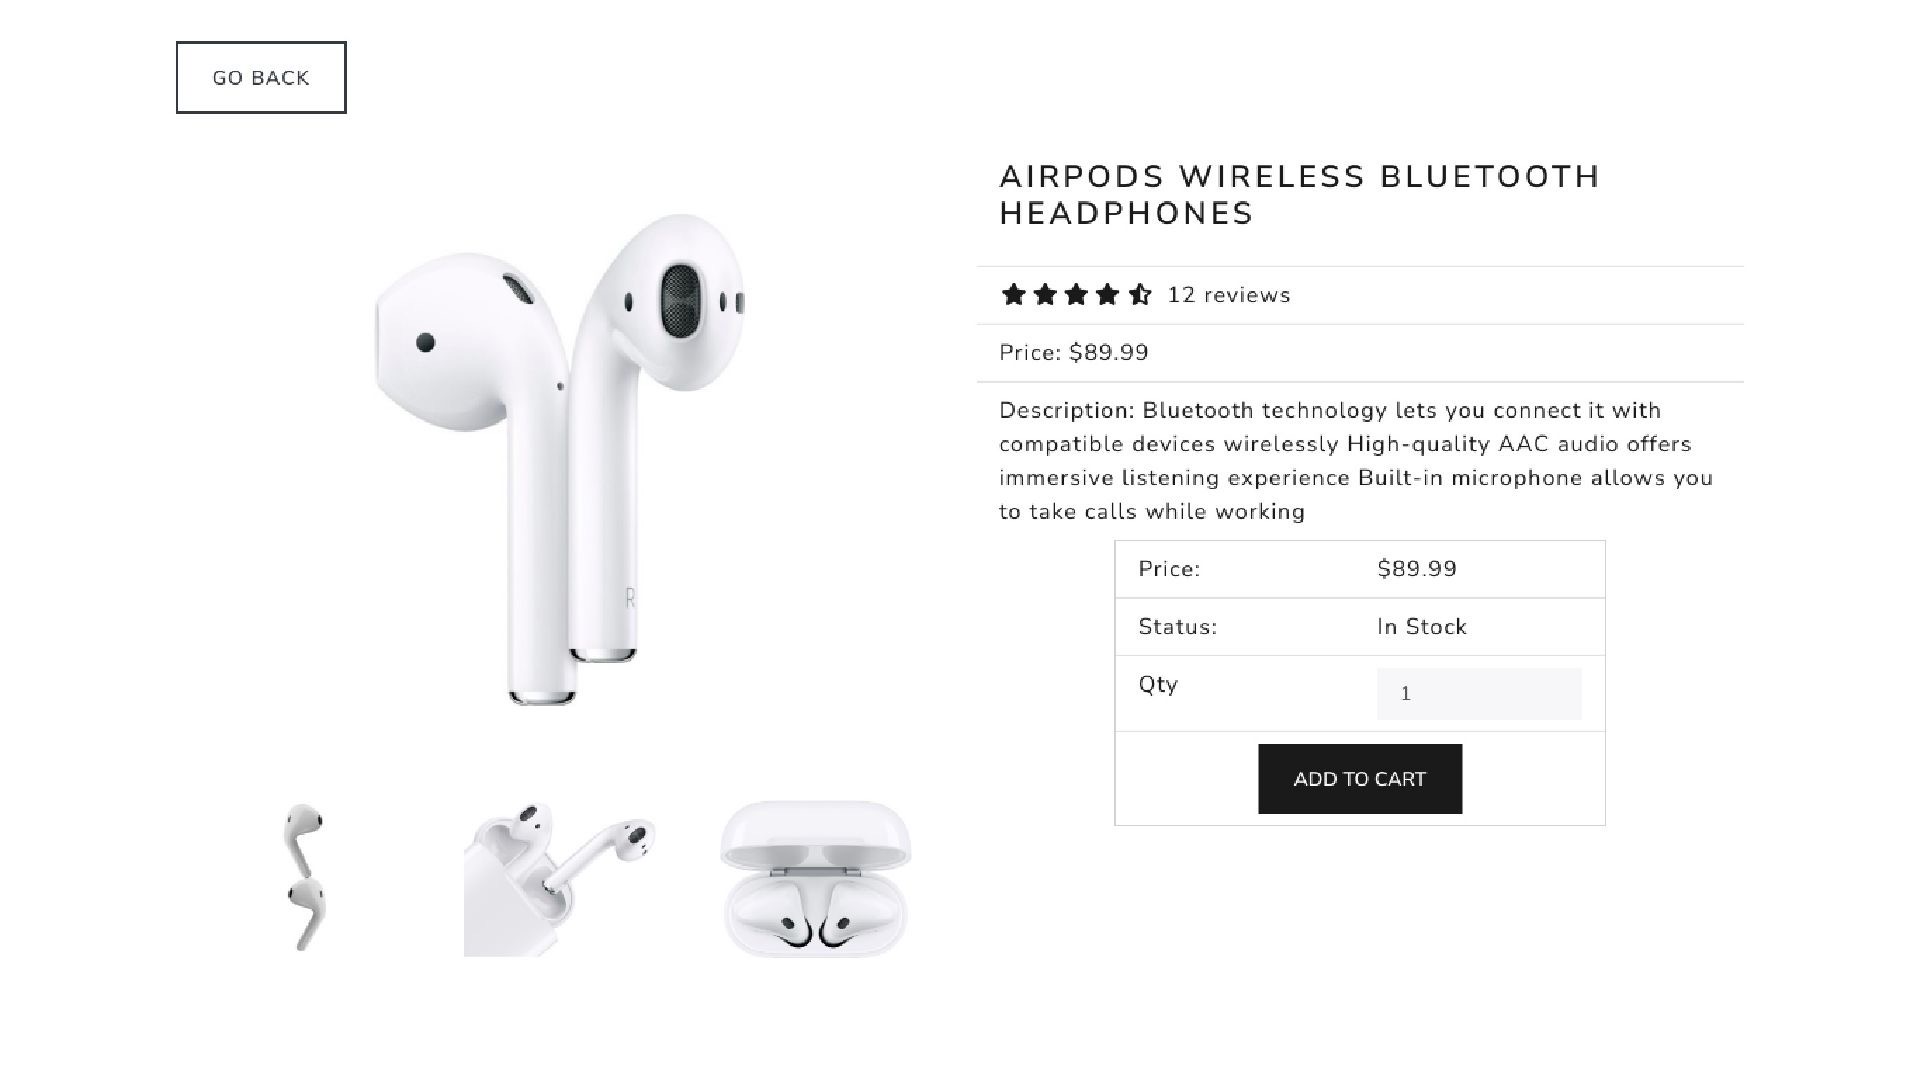 GO BACK
AIRPODS WIRELESS BLUETOOTH
HEADPHONES
12 reviews
Price: $89.99
Description: Bluetooth technology lets you connect it with
compatible devices wirelessly High-quality AAC audio offers
immersive listening experience Built-in microphone allows you
to take calls while working
Price: $89.99
Status: In Stock
Qty 1
ADD TO CART
R